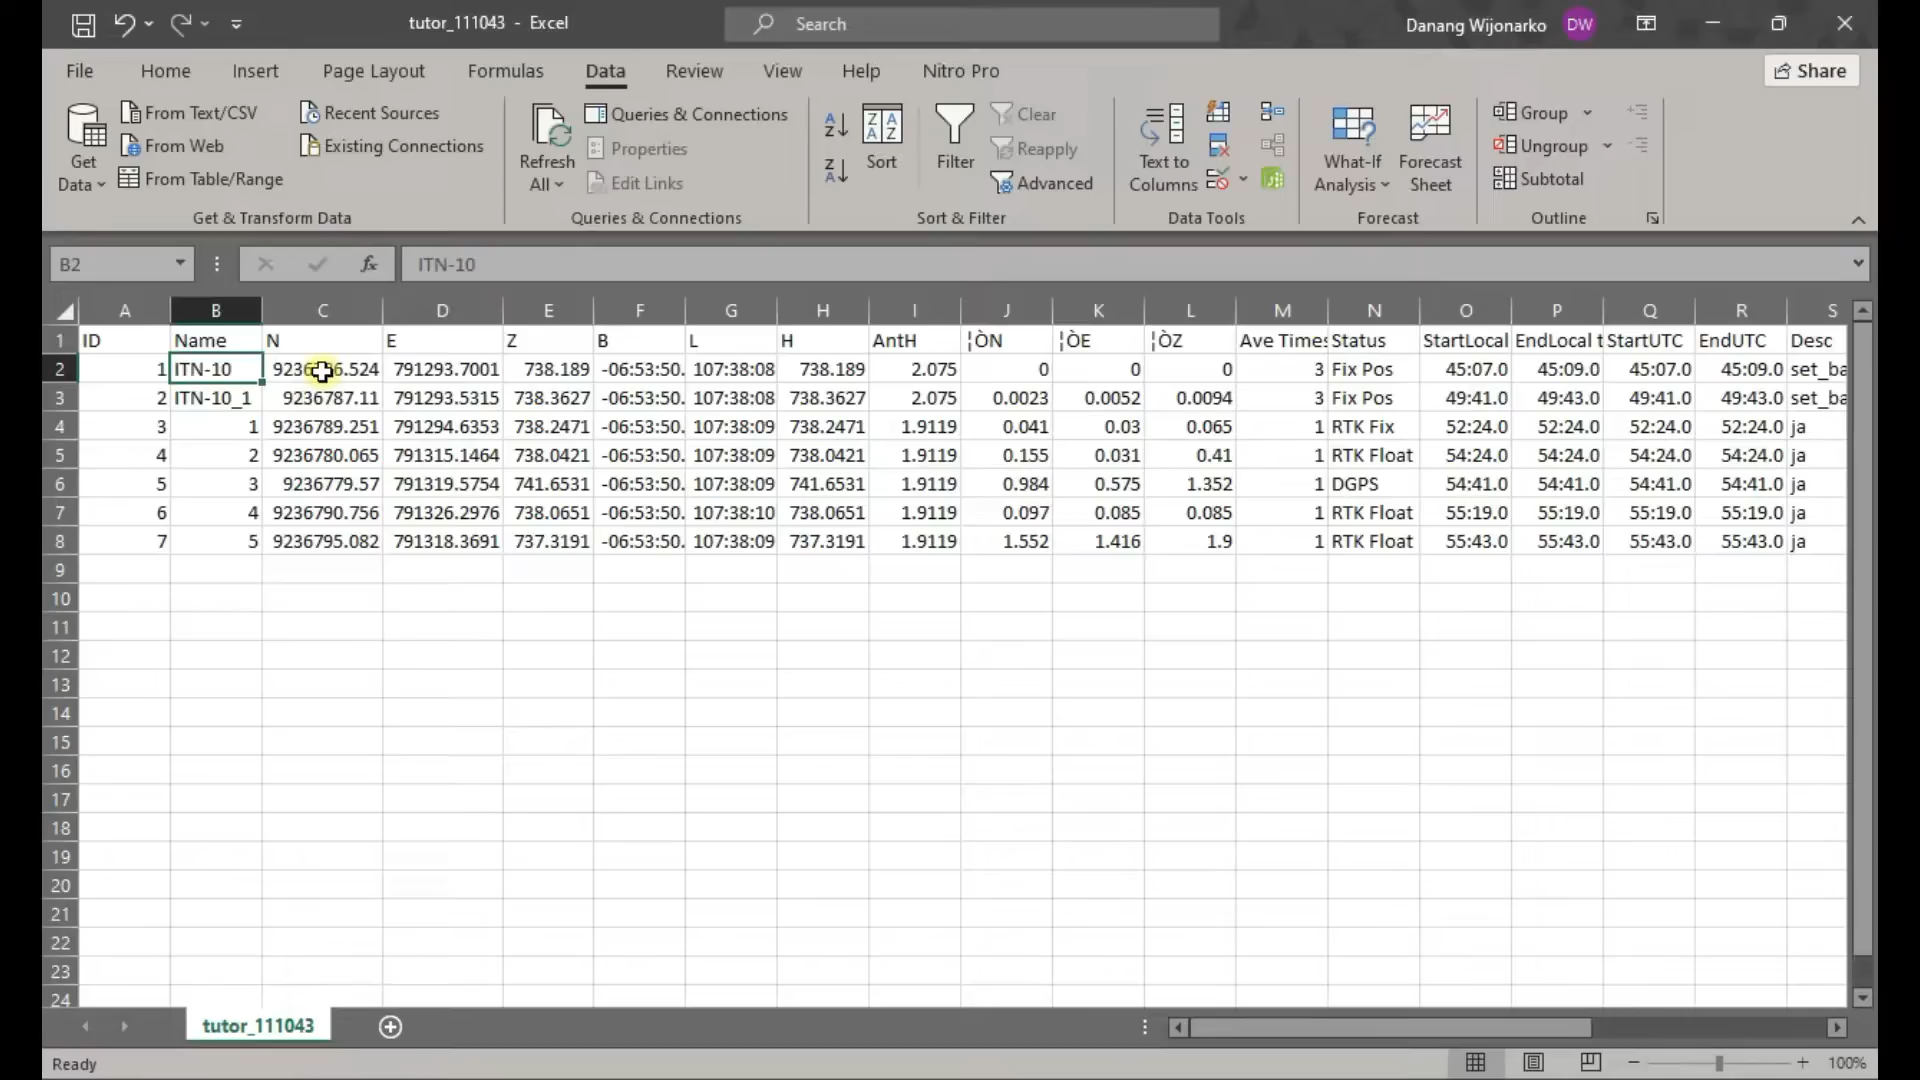 tutor_111043 - Excel
Search
Danang Wijonarko
DW
File Home Insert Page Layout Formulas Data Review View Help Nitro Pro
Share
Get Data
From Text/CSV
From Web
From Table/Range
Recent Sources
Existing Connections
Get & Transform Data
Refresh All
Queries & Connections
Properties
Edit Links
Queries & Connections
Sort
Filter
Clear
Reapply
Advanced
Sort & Filter
Text to Columns
Data Tools
What-If Analysis
Forecast Sheet
Forecast
Group
Ungroup
Subtotal
Outline
B2
fx
ITN-10
A B C D E F G H I J K L M N O P Q R S
1 ID Name N E Z B L H AntH ¦ÒN ¦ÒE ¦ÒZ Ave Times Status StartLocal EndLocal t StartUTC EndUTC Desc
2 1 ITN-10 791293.7001 738.189 -06:53:50. 107:38:08 738.189 2.075 0 0 0 3 Fix Pos 45:07.0 45:09.0 45:07.0 45:09.0 set_ba
3 2 ITN-10_1 9236787.11 791293.5315 738.3627 -06:53:50. 107:38:08 738.3627 2.075 0.0023 0.0052 0.0094 3 Fix Pos 49:41.0 49:43.0 49:41.0 49:43.0 set_ba
4 3 1 9236789.251 791294.6353 738.2471 -06:53:50. 107:38:09 738.2471 1.9119 0.041 0.03 0.065 1 RTK Fix 52:24.0 52:24.0 52:24.0 52:24.0 ja
5 4 2 9236780.065 791315.1464 738.0421 -06:53:50. 107:38:09 738.0421 1.9119 0.155 0.031 0.41 1 RTK Float 54:24.0 54:24.0 54:24.0 54:24.0 ja
6 5 3 9236779.57 791319.5754 741.6531 -06:53:50. 107:38:09 741.6531 1.9119 0.984 0.575 1.352 1 DGPS 54:41.0 54:41.0 54:41.0 54:41.0 ja
7 6 4 9236790.756 791326.2976 738.0651 -06:53:50. 107:38:10 738.0651 1.9119 0.097 0.085 0.085 1 RTK Float 55:19.0 55:19.0 55:19.0 55:19.0 ja
8 7 5 9236795.082 791318.3691 737.3191 -06:53:50. 107:38:09 737.3191 1.9119 1.552 1.416 1.9 1 RTK Float 55:43.0 55:43.0 55:43.0 55:43.0 ja
9
10
11
12
13
14
15
16
17
18
19
20
21
22
23
24
tutor_111043
Ready
100%